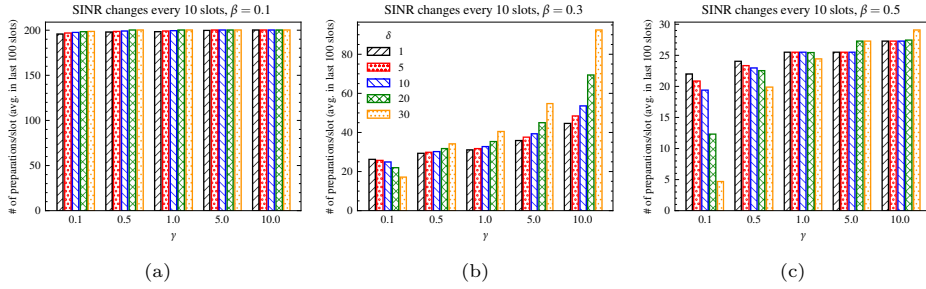 SINR changes every 10 slots, β = 0.1
# of prepartions/slot (avg. in last 100 slots)
200
150
100
50
0
0.1 0.5 1.0 5.0 10.0
γ
(a)
SINR changes every 10 slots, β = 0.3
# of prepartions/slot (avg. in last 100 slots)
80
60
40
20
0
δ
1
5
10
20
30
0.1 0.5 1.0 5.0 10.0
γ
(b)
SINR changes every 10 slots, β = 0.5
# of prepartions/slot (avg. in last 100 slots)
30
25
20
15
10
5
0
0.1 0.5 1.0 5.0 10.0
γ
(c)